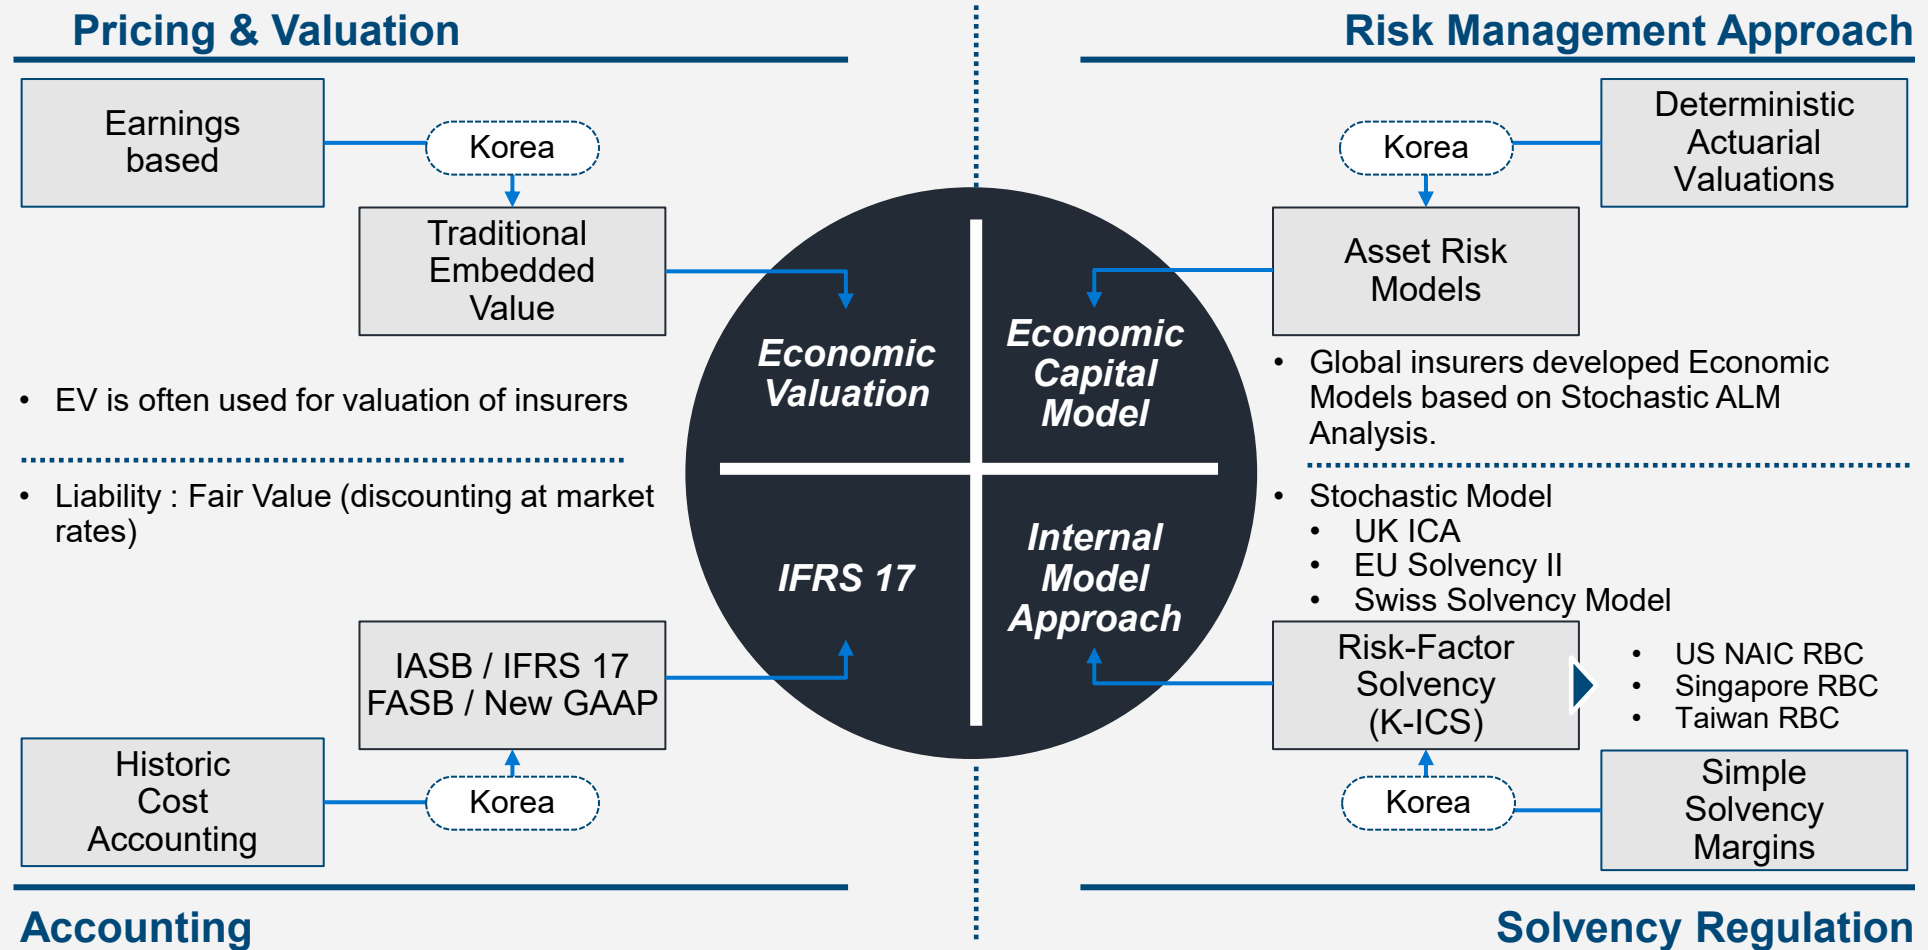 Pricing & Valuation
Earnings
based
Korea
Traditional
Embedded
Value
• EV is often used for valuation of insurers
Economic
Valuation
Risk Management Approach
Deterministic
Actuarial
Valuations
Korea
Asset Risk
Models
Economic
Capital
Model
• Global insurers developed Economic
Models based on Stochastic ALM
Analysis.
• Liability : Fair Value (discounting at market
rates)
IFRS 17
IASB / IFRS 17
FASB / New GAAP
Historic
Cost
Accounting
Korea
Accounting
• Stochastic Model
• UK ICA
• EU Solvency II
• Swiss Solvency Model
Internal
Model
Approach
Risk-Factor
Solvency
(K-ICS)
• US NAIC RBC
• Singapore RBC
• Taiwan RBC
Korea
Simple
Solvency
Margins
Solvency Regulation